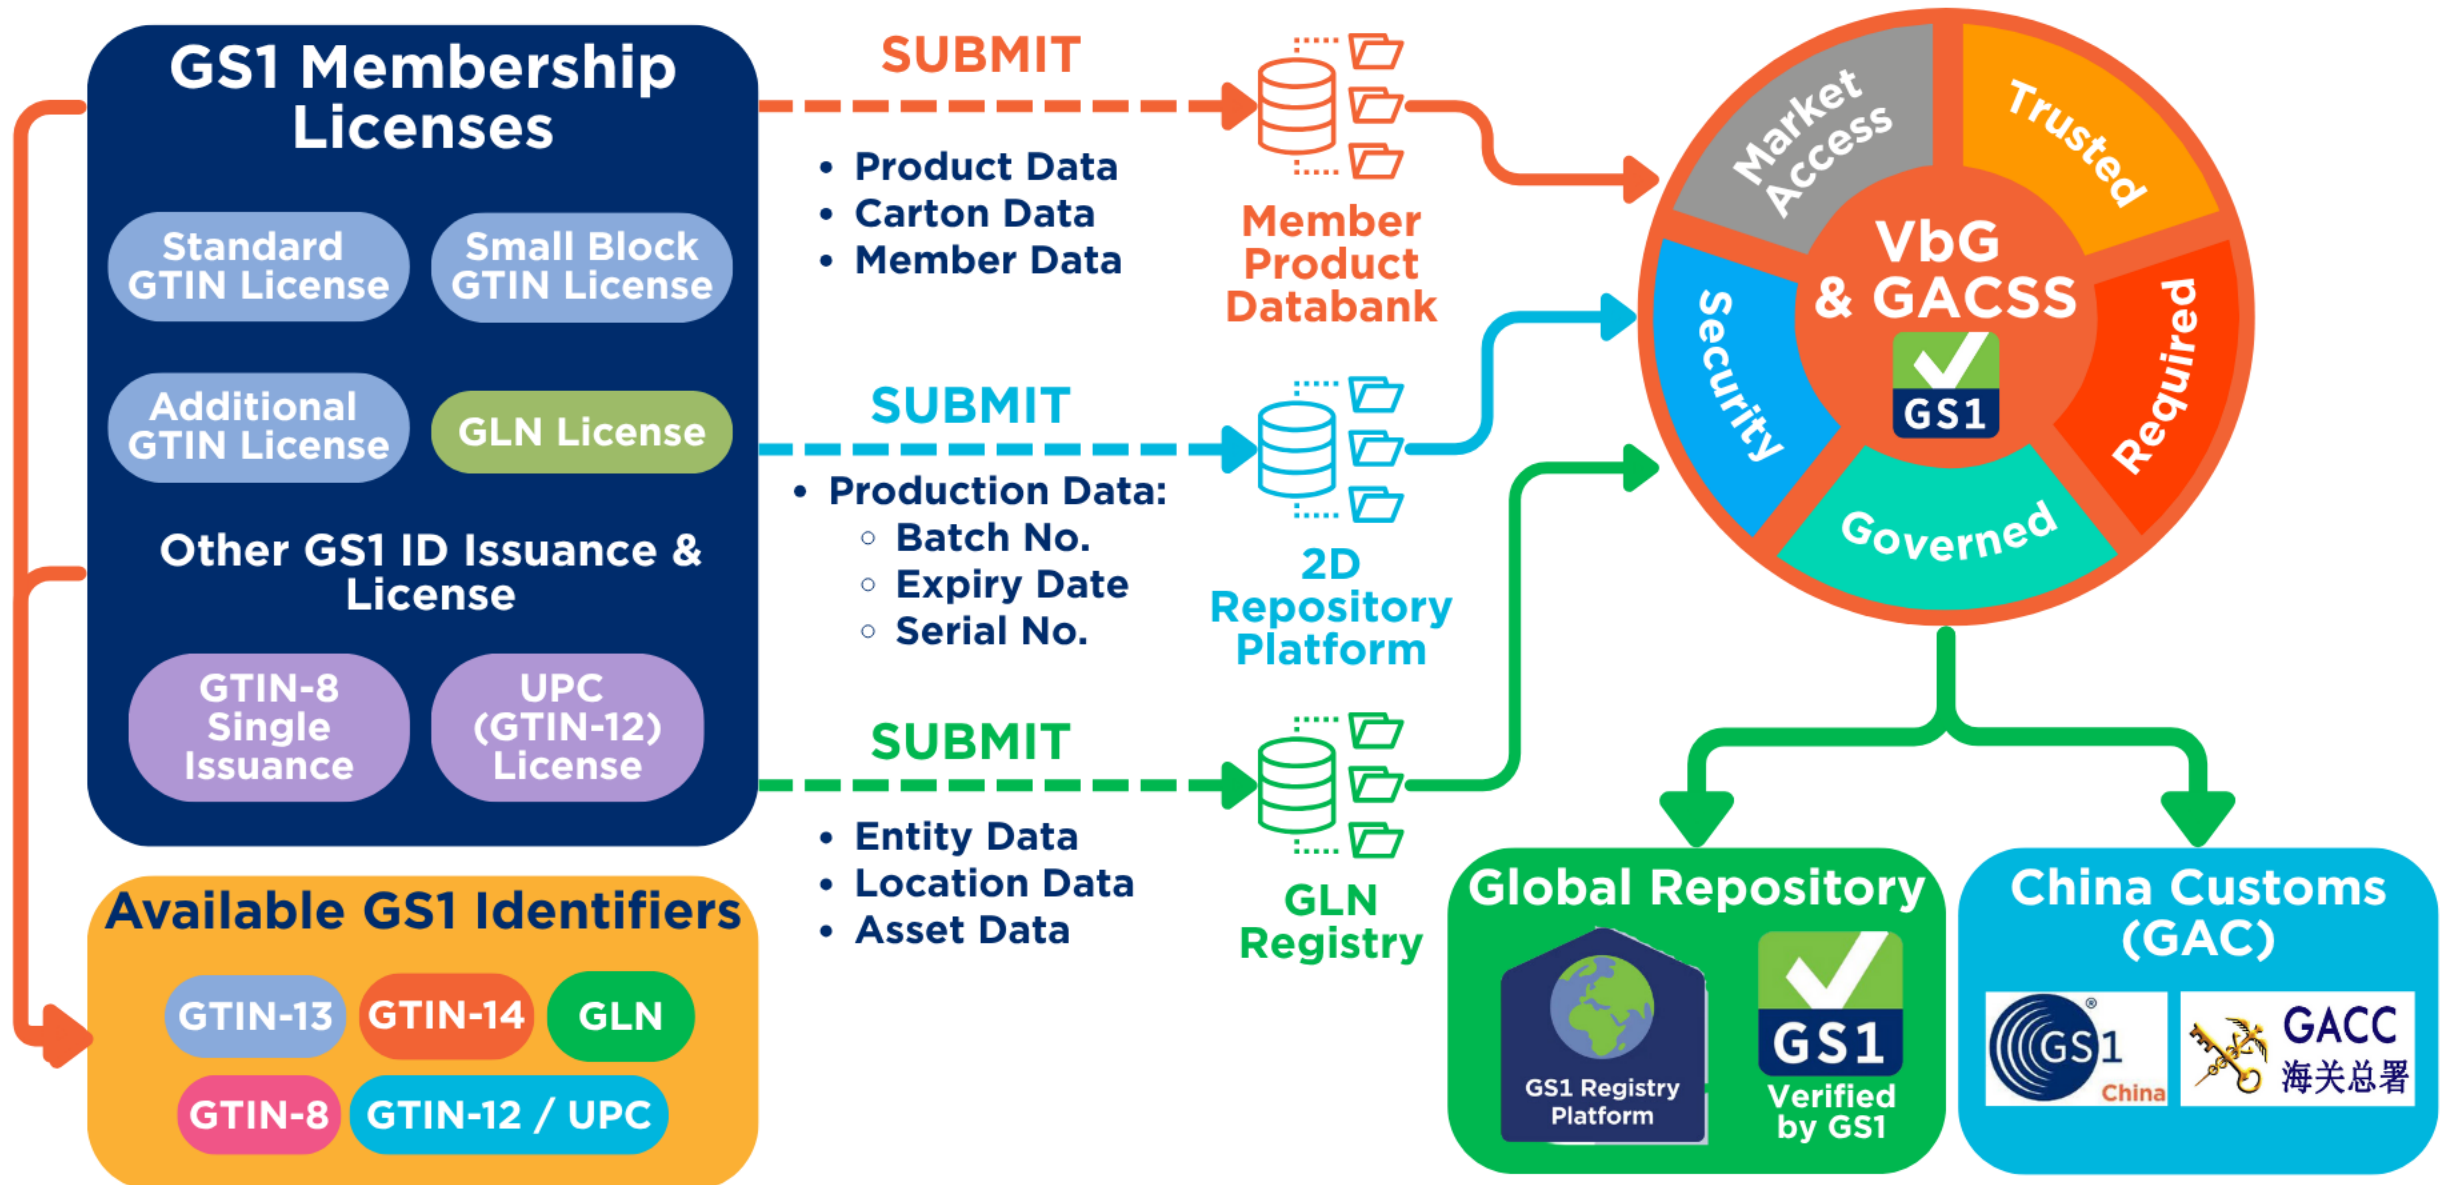 GS1 Membership
Licenses
Standard
GTIN License
Small Block
GTIN License
Additional
GTIN License
GLN License
Other GS1 ID Issuance &
License
GTIN-8
Single
Issuance
UPC
(GTIN-12)
License
Available GS1 Identifiers
GTIN-13
GTIN-14
GLN
GTIN-8
GTIN-12 / UPC
SUBMIT
• Product Data
• Carton Data
• Member Data
Member
Product
Databank
SUBMIT
• Production Data:
◦ Batch No.
◦ Expiry Date
◦ Serial No.
2D
Repository
Platform
SUBMIT
• Entity Data
• Location Data
• Asset Data
GLN
Registry
Market
Access
Trusted
Security
Required
Governed
VbG
& GACSS
GS1
Global Repository
GS1 Registry
Platform
GS1
Verified
by GS1
China Customs
(GAC)
GS1 ®
China
GACC
海关总署